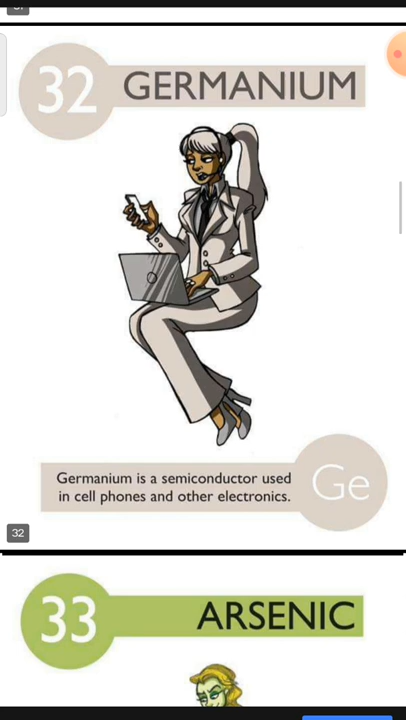 32 GERMANIUM
Germanium is a semiconductor used
in cell phones and other electronics.
Ge
32
33 ARSENIC